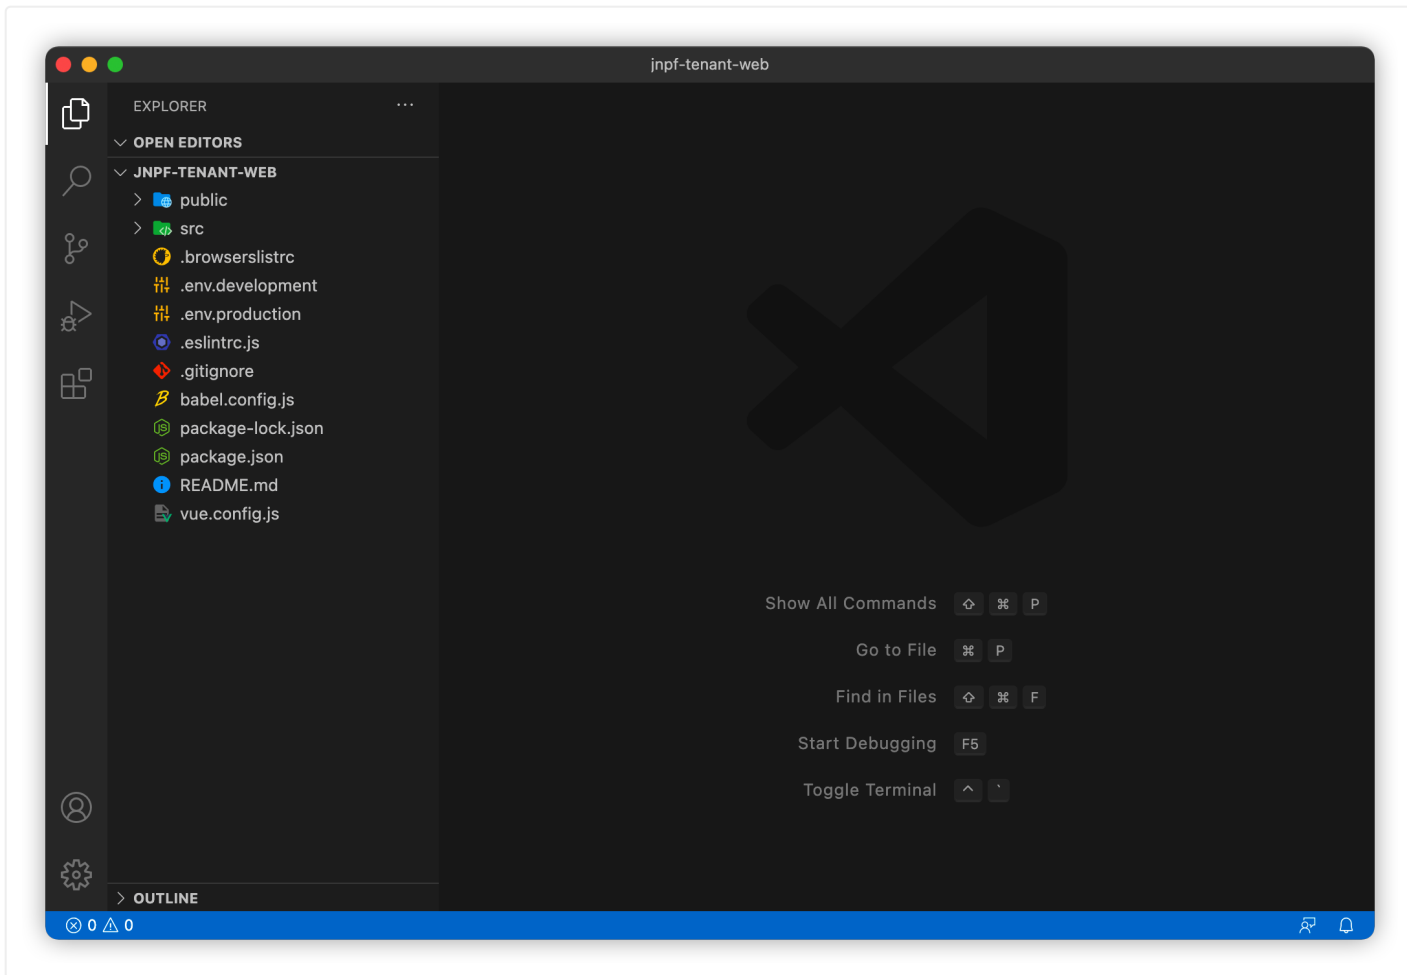 jnpf-tenant-web
EXPLORER
OPEN EDITORS
JNPF-TENANT-WEB
public
src
.browserslistrc
.env.development
.env.production
.eslintrc.js
.gitignore
babel.config.js
package-lock.json
package.json
README.md
vue.config.js
Show All Commands ⇧ ⌘ P
Go to File ⌘ P
Find in Files ⇧ ⌘ F
Start Debugging F5
Toggle Terminal ^ `
OUTLINE
0 0